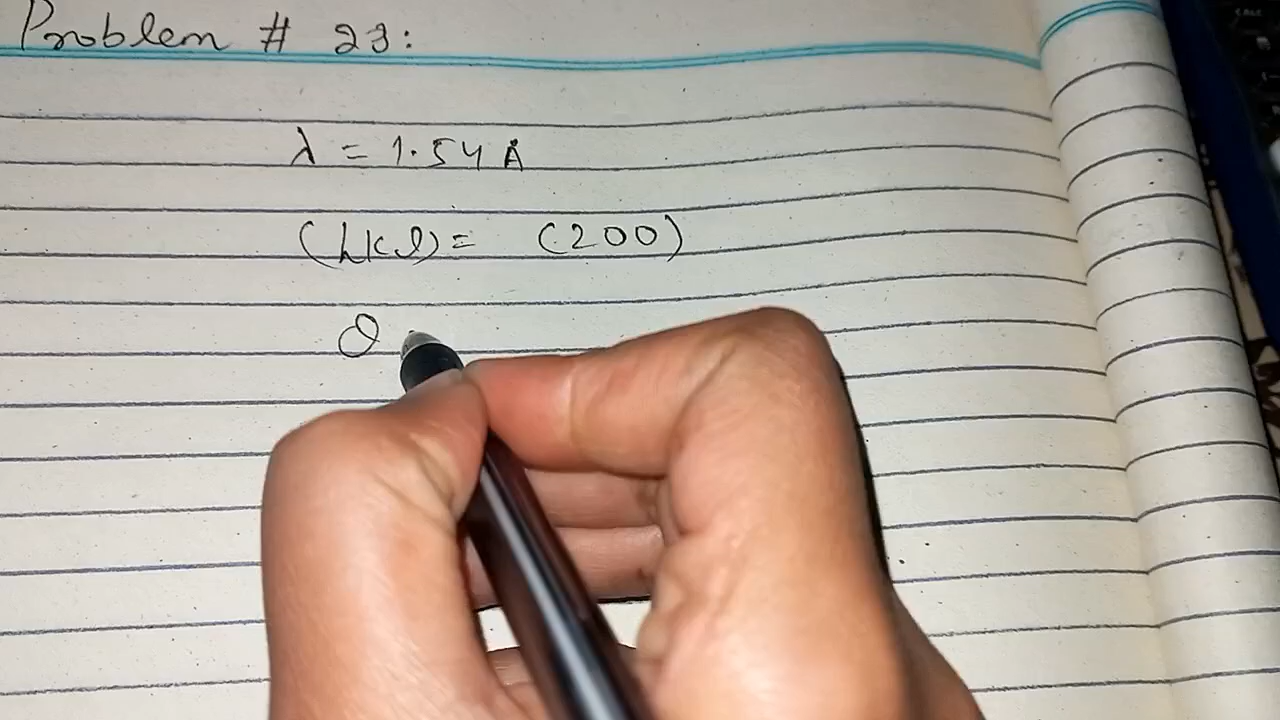 Problem # 23:
λ = 1.54 Å
(hkl) = (200)
θ